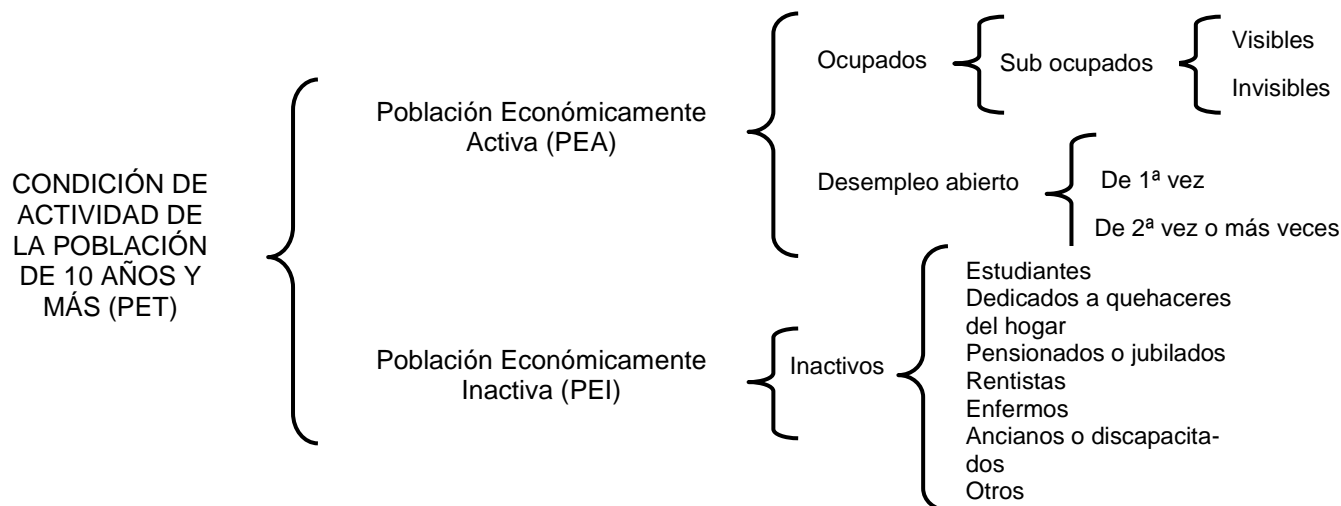 CONDICIÓN DE
ACTIVIDAD DE
LA POBLACIÓN
DE 10 AÑOS Y
MÁS (PET)
Población Económicamente
Activa (PEA)
Ocupados
Sub ocupados
Visibles
Invisibles
Desempleo abierto
De 1ª vez
De 2ª vez o más veces
Población Económicamente
Inactiva (PEI)
Inactivos
Estudiantes
Dedicados a quehaceres
del hogar
Pensionados o jubilados
Rentistas
Enfermos
Ancianos o discapacita-
dos
Otros